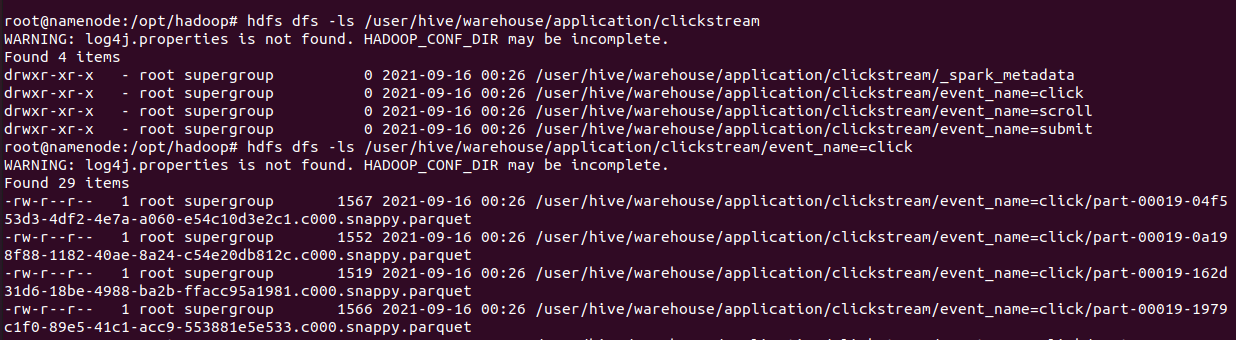 root@namenode:/opt/hadoop# hdfs dfs -ls /user/hive/warehouse/application/clickstream
WARNING: log4j.properties is not found. HADOOP_CONF_DIR may be incomplete.
Found 4 items
drwxr-xr-x   - root supergroup          0 2021-09-16 00:26 /user/hive/warehouse/application/clickstream/_spark_metadata
drwxr-xr-x   - root supergroup          0 2021-09-16 00:26 /user/hive/warehouse/application/clickstream/event_name=click
drwxr-xr-x   - root supergroup          0 2021-09-16 00:26 /user/hive/warehouse/application/clickstream/event_name=scroll
drwxr-xr-x   - root supergroup          0 2021-09-16 00:26 /user/hive/warehouse/application/clickstream/event_name=submit
root@namenode:/opt/hadoop# hdfs dfs -ls /user/hive/warehouse/application/clickstream/event_name=click
WARNING: log4j.properties is not found. HADOOP_CONF_DIR may be incomplete.
Found 29 items
-rw-r--r--   1 root supergroup       1567 2021-09-16 00:26 /user/hive/warehouse/application/clickstream/event_name=click/part-00019-04f5
53d3-4df2-4e7a-a060-e54c10d3e2c1.c000.snappy.parquet
-rw-r--r--   1 root supergroup       1552 2021-09-16 00:26 /user/hive/warehouse/application/clickstream/event_name=click/part-00019-0a19
8f88-1182-40ae-8a24-c54e20db812c.c000.snappy.parquet
-rw-r--r--   1 root supergroup       1519 2021-09-16 00:26 /user/hive/warehouse/application/clickstream/event_name=click/part-00019-162d
31d6-18be-4988-ba2b-ffacc95a1981.c000.snappy.parquet
-rw-r--r--   1 root supergroup       1566 2021-09-16 00:26 /user/hive/warehouse/application/clickstream/event_name=click/part-00019-1979
c1f0-89e5-41c1-acc9-553881e5e533.c000.snappy.parquet